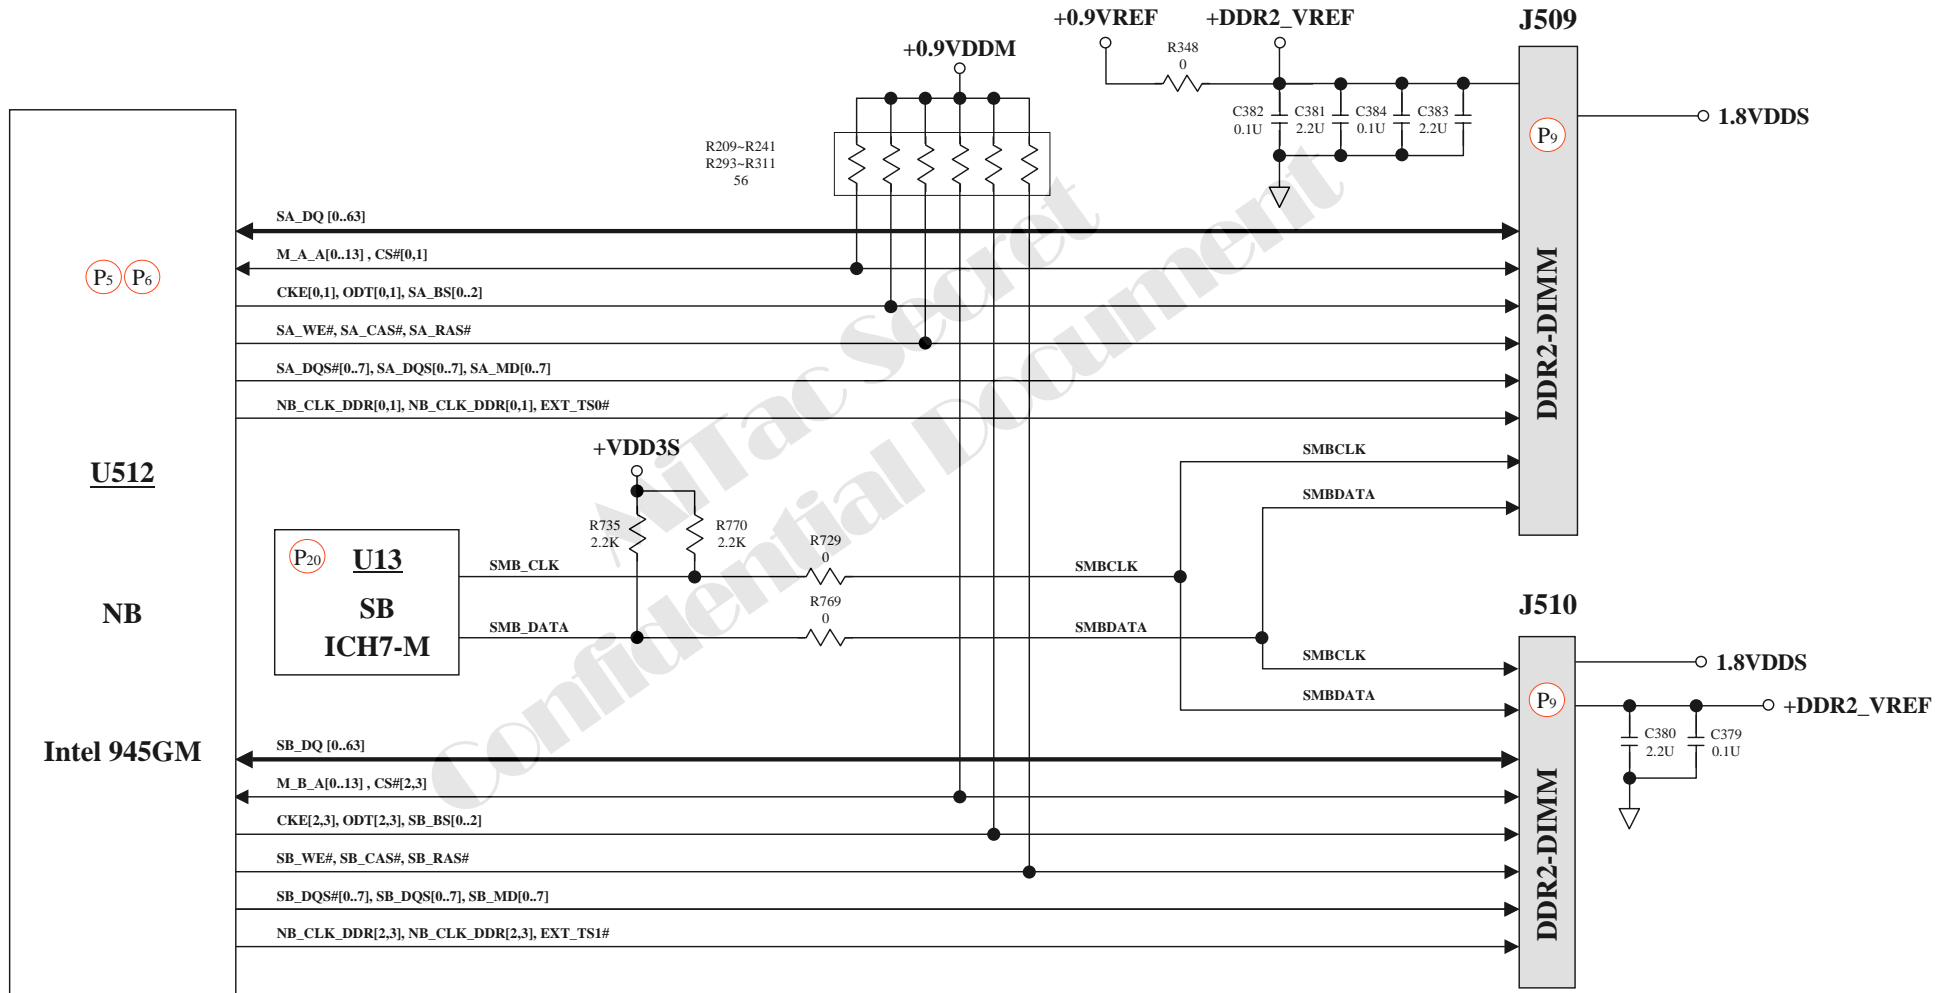 +0.9VREF
+DDR2_VREF
J509
R348
0
+0.9VDDM
C382
0.1U
C381
2.2U
C384
0.1U
C383
2.2U
1.8VDDS
P9
R209~R241
R293~R311
56
SA_DQ [0..63]
M_A_A[0..13] , CS#[0,1]
P5
P6
CKE[0,1], ODT[0,1], SA_BS[0..2]
SA_WE#, SA_CAS#, SA_RAS#
SA_DQS#[0..7], SA_DQS[0..7], SA_MD[0..7]
NB_CLK_DDR[0,1], NB_CLK_DDR[0,1], EXT_TS0#
DDR2-DIMM
+VDD3S
SMBCLK
U512
SMBDATA
R735
2.2K
R770
2.2K
P20
U13
SB
ICH7-M
SMB_CLK
R729
0
SMBCLK
NB
R769
0
SMB_DATA
SMBDATA
J510
SMBCLK
1.8VDDS
SMBDATA
P9
+DDR2_VREF
C380
2.2U
C379
0.1U
Intel 945GM
SB_DQ [0..63]
M_B_A[0..13] , CS#[2,3]
CKE[2,3], ODT[2,3], SB_BS[0..2]
SB_WE#, SB_CAS#, SB_RAS#
SB_DQS#[0..7], SB_DQS[0..7], SB_MD[0..7]
NB_CLK_DDR[2,3], NB_CLK_DDR[2,3], EXT_TS1#
DDR2-DIMM
MiTac Secret
Confidential Document